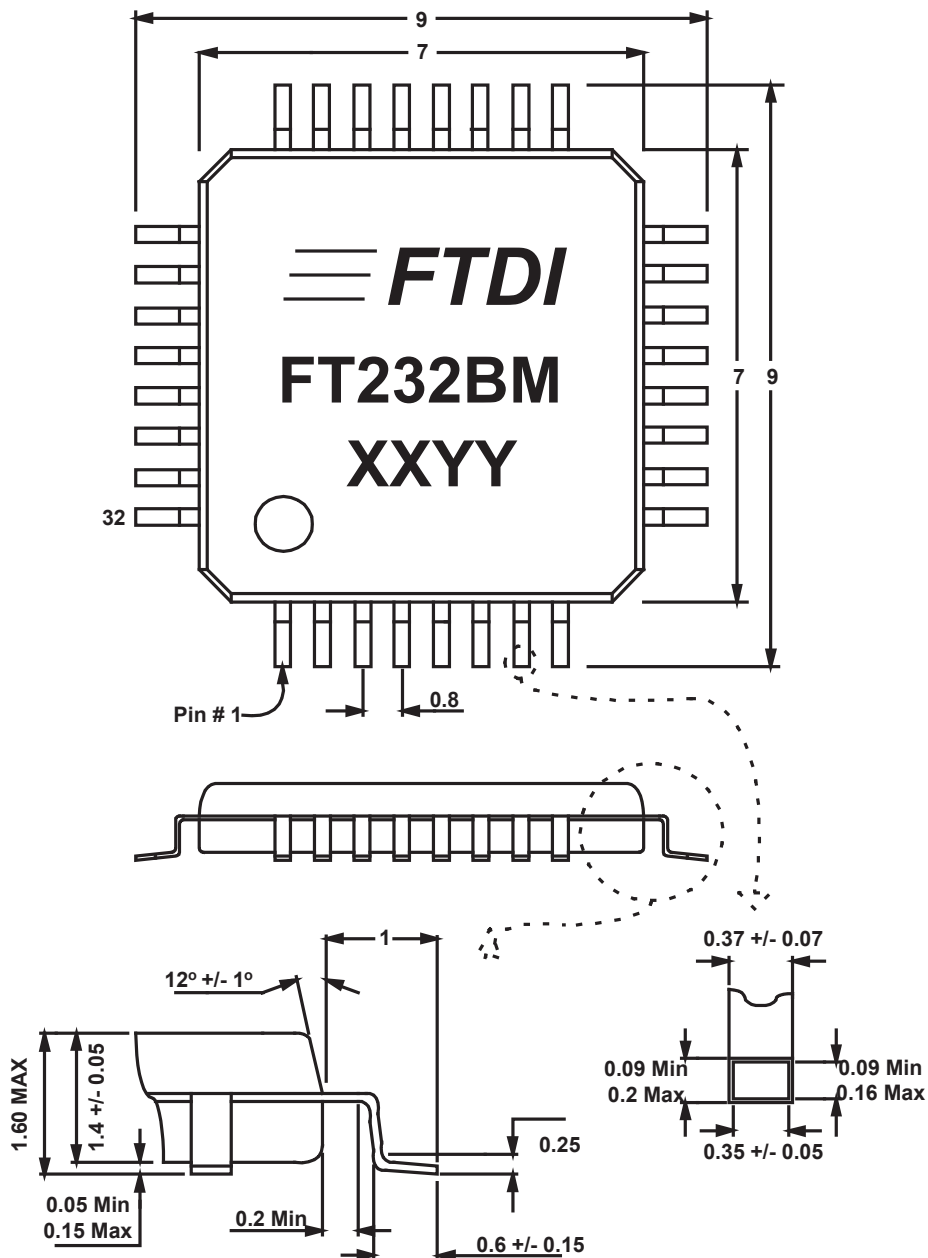 9
7
FTDI
FT232BM
XXYY
7
9
32
Pin # 1
0.8
1
12º +/- 1º
0.37 +/- 0.07
1.60 MAX
1.4 +/- 0.05
0.09 Min
0.2 Max
0.09 Min
0.16 Max
0.25
0.35 +/- 0.05
0.05 Min
0.15 Max
0.2 Min
0.6 +/- 0.15